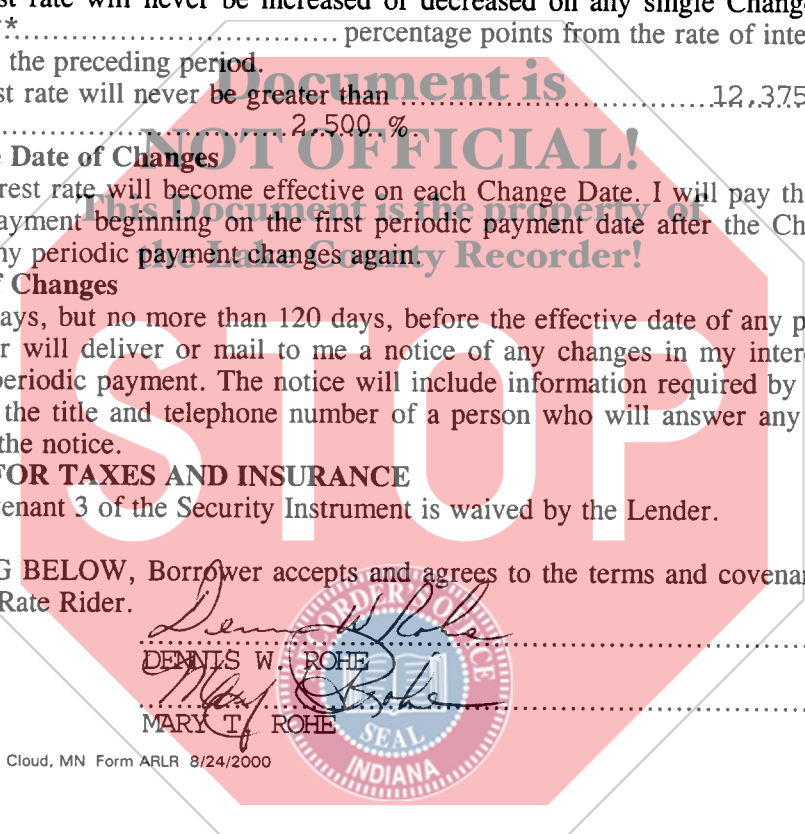 st rate will never be increased or decreased on any single Chang
* .............................. percentage points from the rate of inte
the preceding period.
st rate will never be greater than ................................12.375
.............................2.500 %.
Date of Changes
rest rate will become effective on each Change Date. I will pay th
ayment beginning on the first periodic payment date after the Ch
y periodic payment changes again.
f Changes
ays, but no more than 120 days, before the effective date of any p
r will deliver or mail to me a notice of any changes in my inter
periodic payment. The notice will include information required by
the title and telephone number of a person who will answer any
the notice.
FOR TAXES AND INSURANCE
enant 3 of the Security Instrument is waived by the Lender.
G BELOW, Borrower accepts and agrees to the terms and covena
Rate Rider.
Dennis W Rohe
DENNIS W. ROHE
Mary T Rohe
MARY T. ROHE
Cloud, MN Form ARLR 8/24/2000
Document is
NOT OFFICIAL!
This Document is the property of
the Lake County Recorder!
STOP
RECORDER'S OFFICE
SEAL
INDIANA